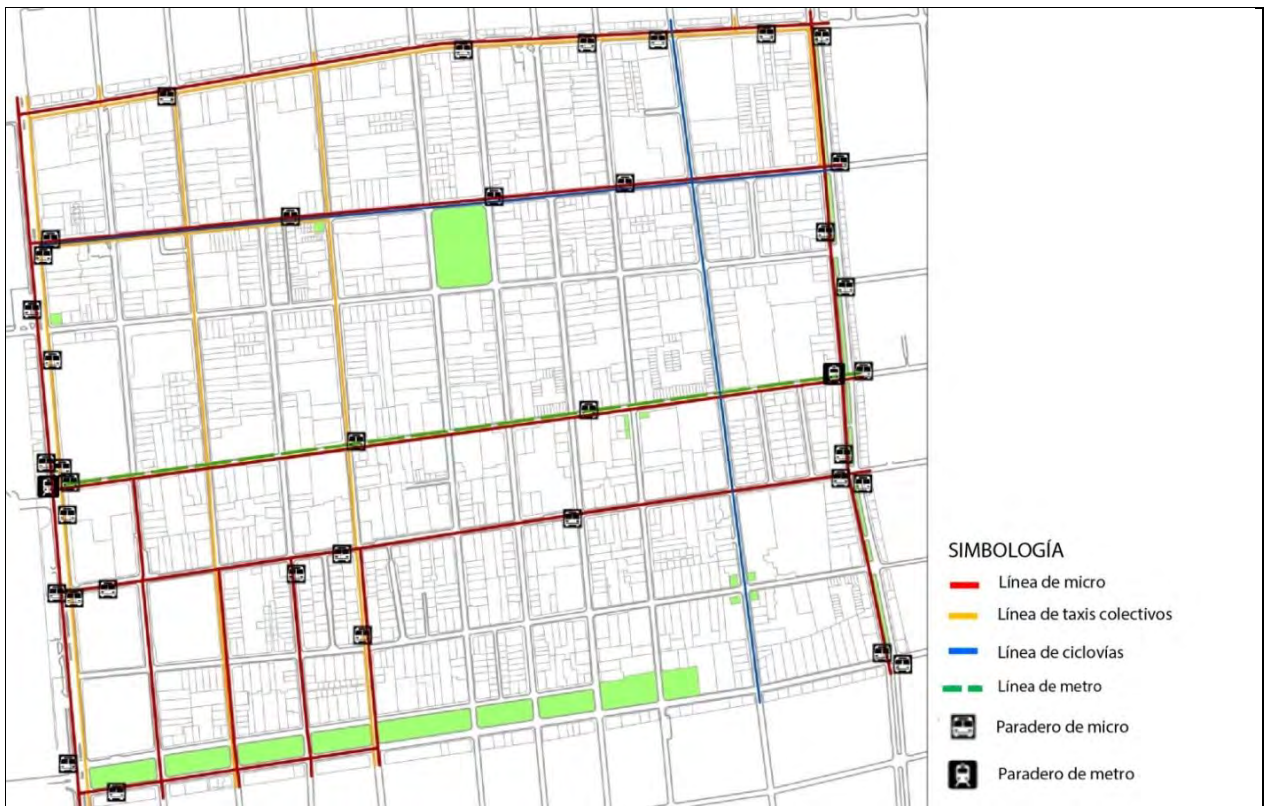 SIMBOLOGÍA
Línea de micro
Línea de taxis colectivos
Línea de ciclovías
Línea de metro
Paradero de micro
Paradero de metro